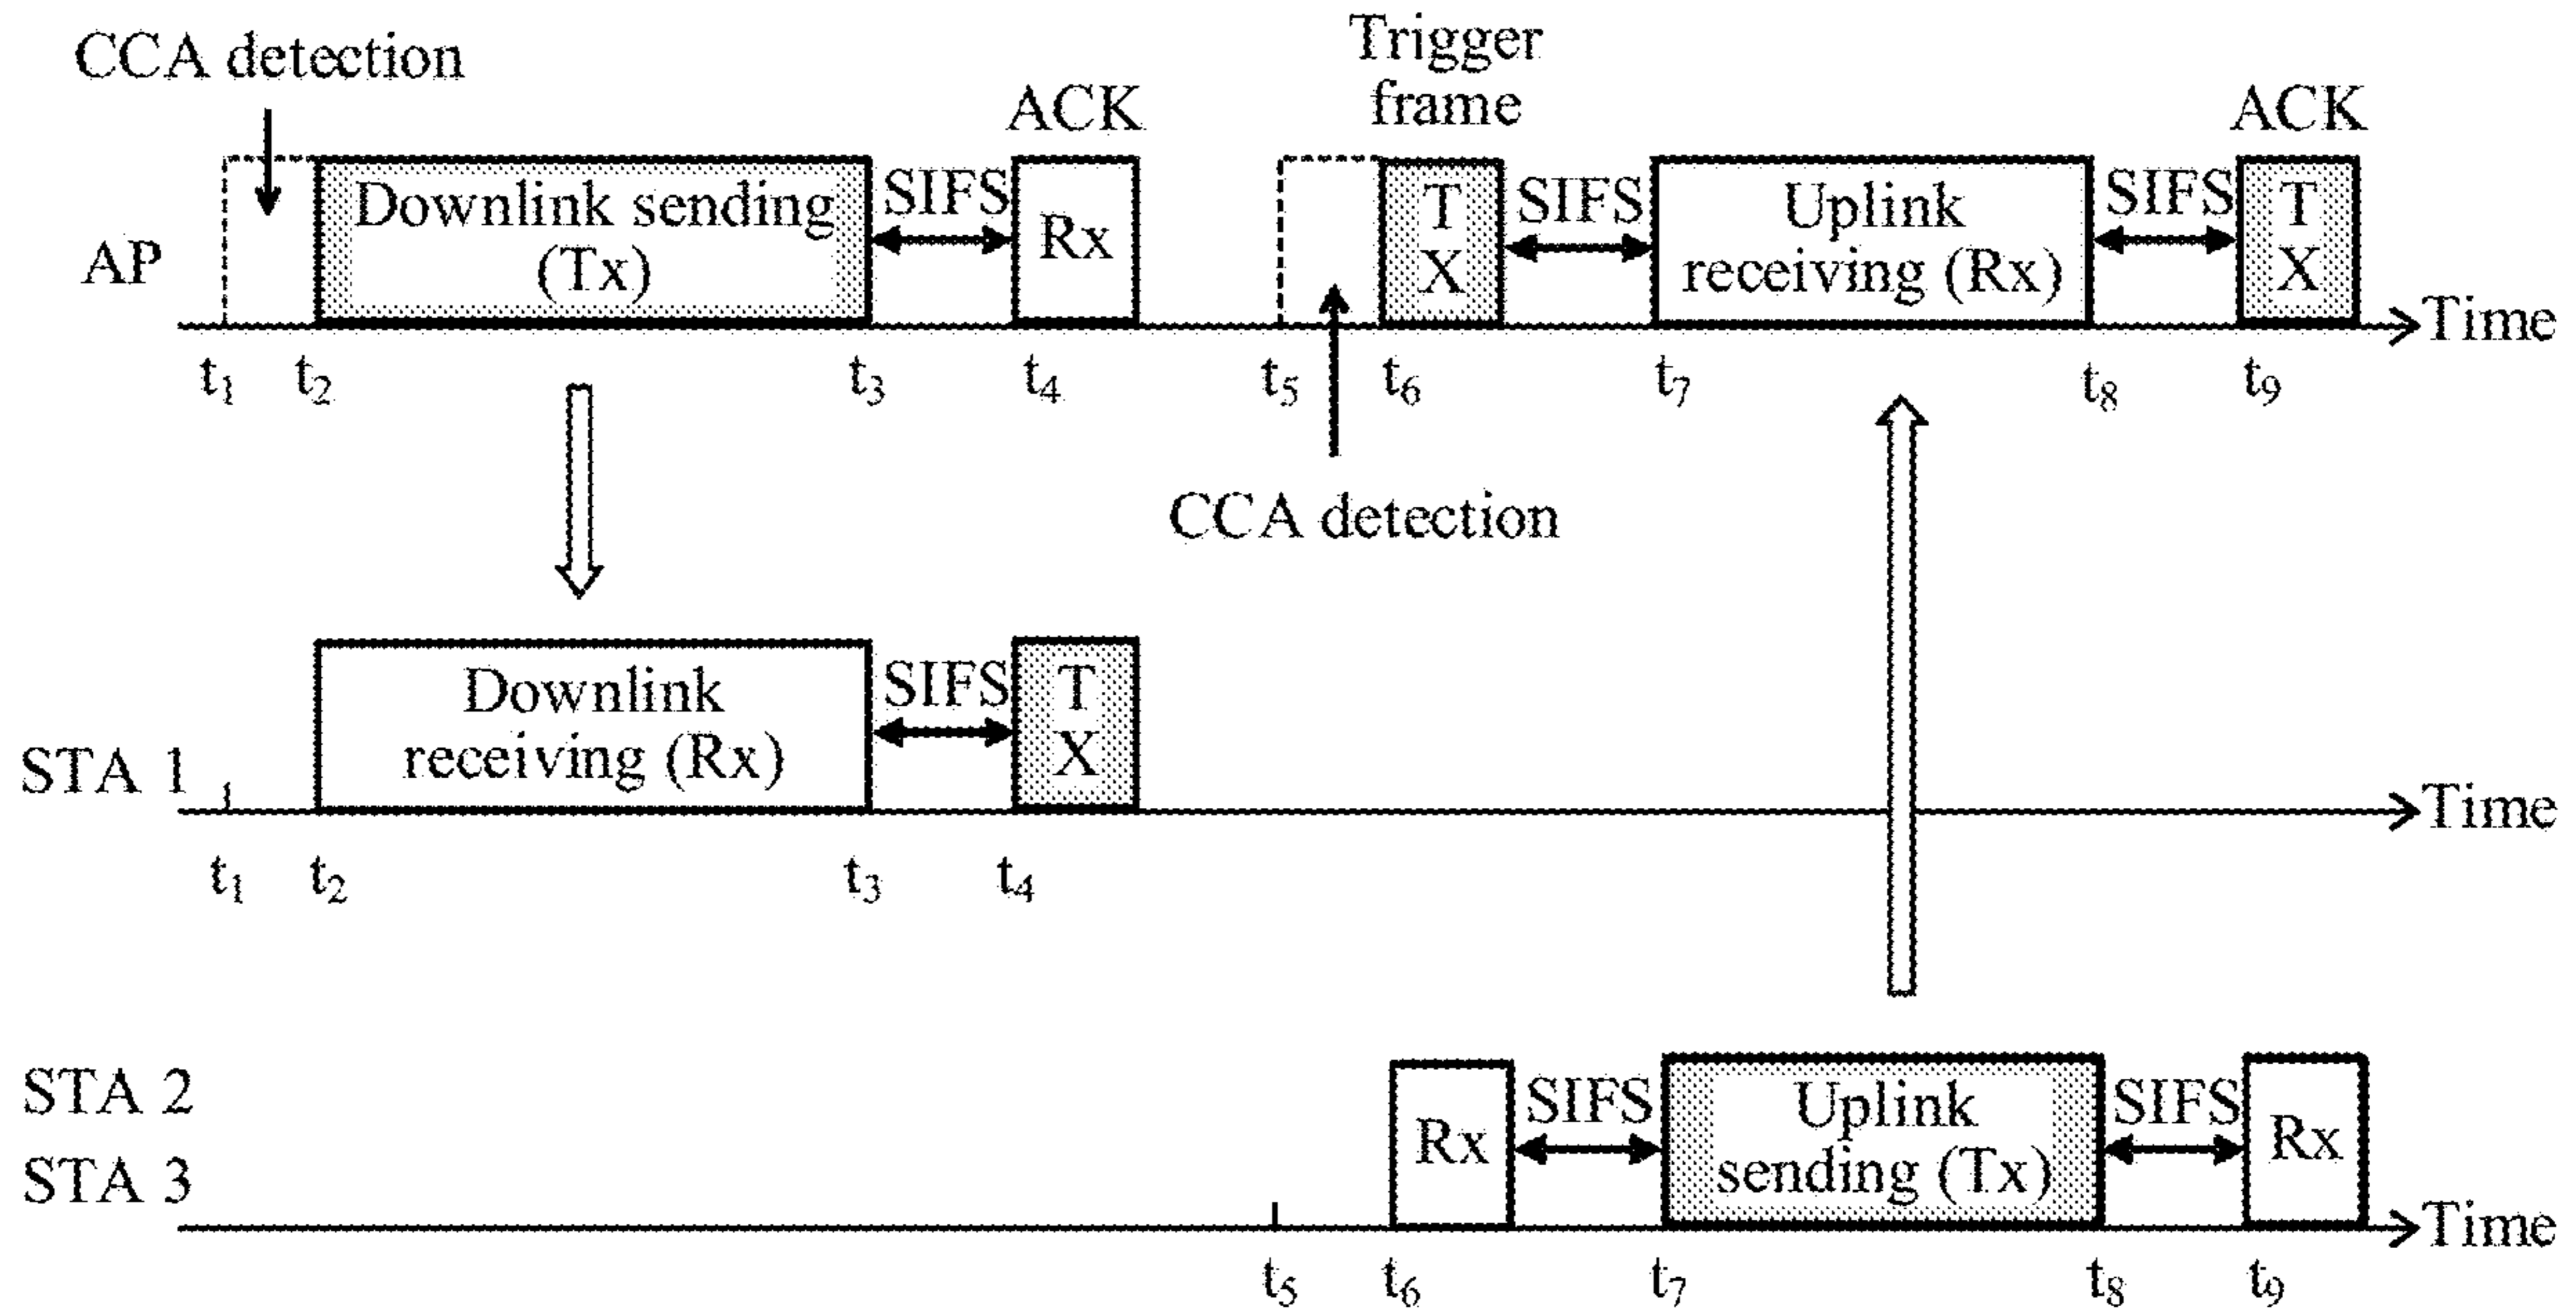 CCA detection
Trigger
frame
ACK
ACK
AP
Downlink sending
(Tx)
SIFS
Rx
T
X
SIFS
Uplink
receiving (Rx)
SIFS
T
X
Time
t1 t2 t3 t4 t5 t6 t7 t8 t9
CCA detection
STA 1
Downlink
receiving (Rx)
SIFS
T
X
Time
t1 t2 t3 t4
STA 2
STA 3
Rx
SIFS
Uplink
sending (Tx)
SIFS
Rx
Time
t5 t6 t7 t8 t9